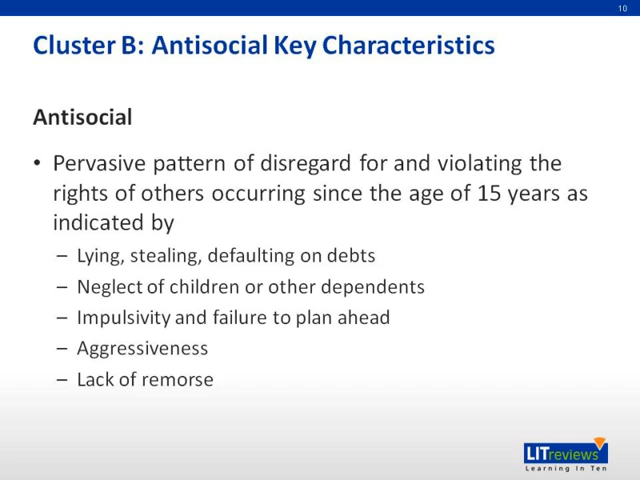 10
Cluster B: Antisocial Key Characteristics
Antisocial
• Pervasive pattern of disregard for and violating the
rights of others occurring since the age of 15 years as
indicated by
– Lying, stealing, defaulting on debts
– Neglect of children or other dependents
– Impulsivity and failure to plan ahead
– Aggressiveness
– Lack of remorse
LITreviews
Learning In Ten